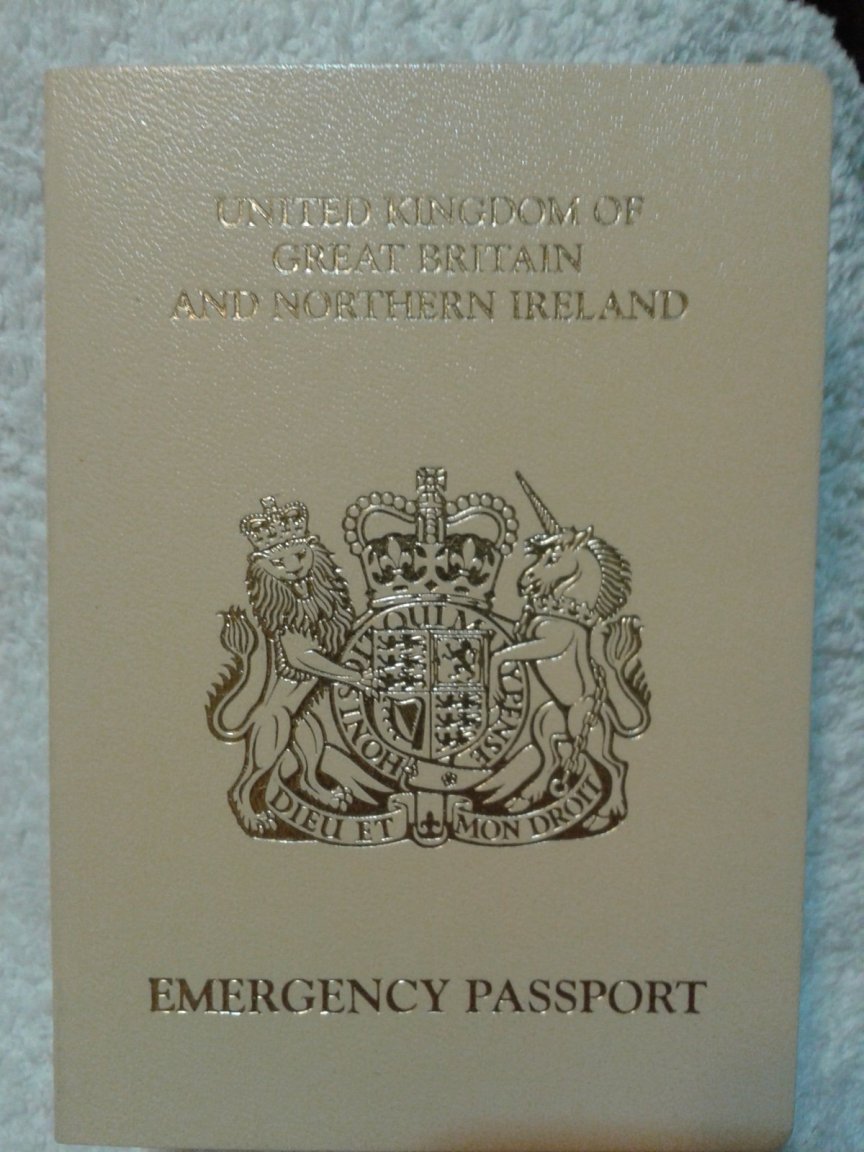 UNITED KINGDOM OF
GREAT BRITAIN
AND NORTHERN IRELAND
HONI SOIT QUI MAL Y PENSE
DIEU ET MON DROIT
EMERGENCY PASSPORT